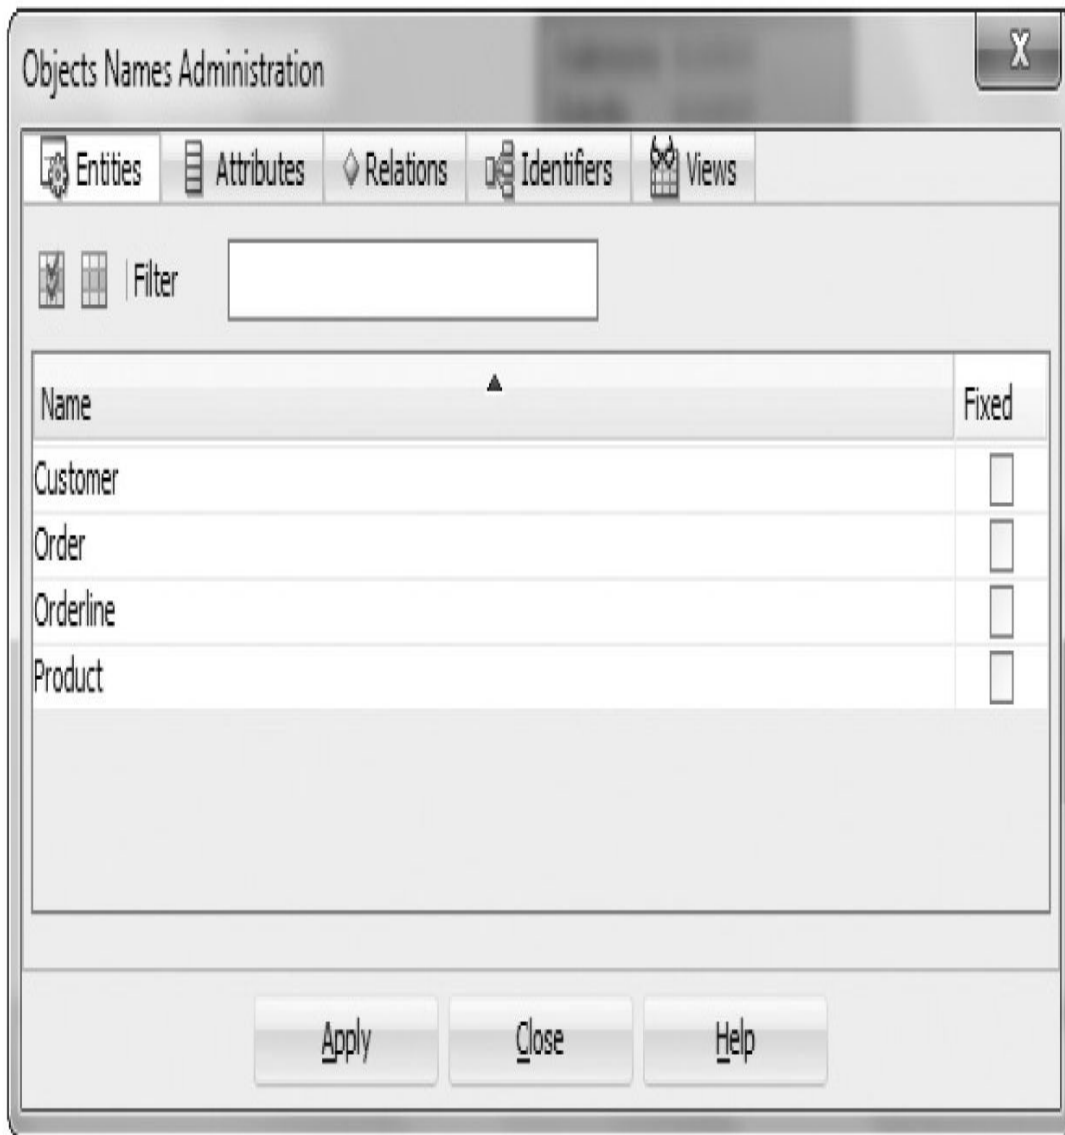 Objects Names Administration
X
Entities Attributes Relations Identifiers Views
Filter
Name Fixed
Customer
Order
Orderline
Product
Apply Close Help